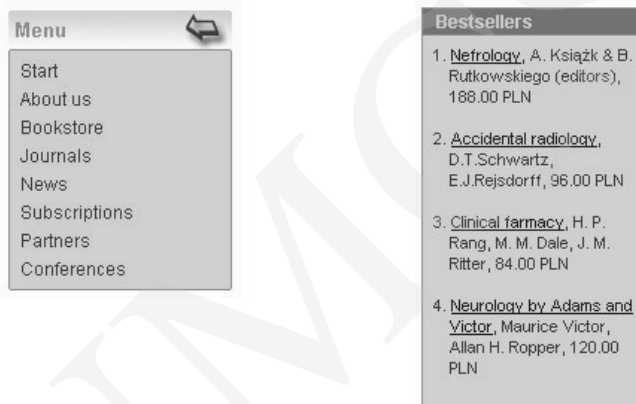 Menu
Start
About us
Bookstore
Journals
News
Subscriptions
Partners
Conferences
Bestsellers
1. Nefrology, A. Książk & B.
Rutkowskiego (editors),
188.00 PLN
2. Accidental radiology,
D.T.Schwartz,
E.J.Rejsdorff, 96.00 PLN
3. Clinical farmacy, H. P.
Rang, M. M. Dale, J. M.
Ritter, 84.00 PLN
4. Neurology by Adams and
Victor, Maurice Victor,
Allan H. Ropper, 120.00
PLN